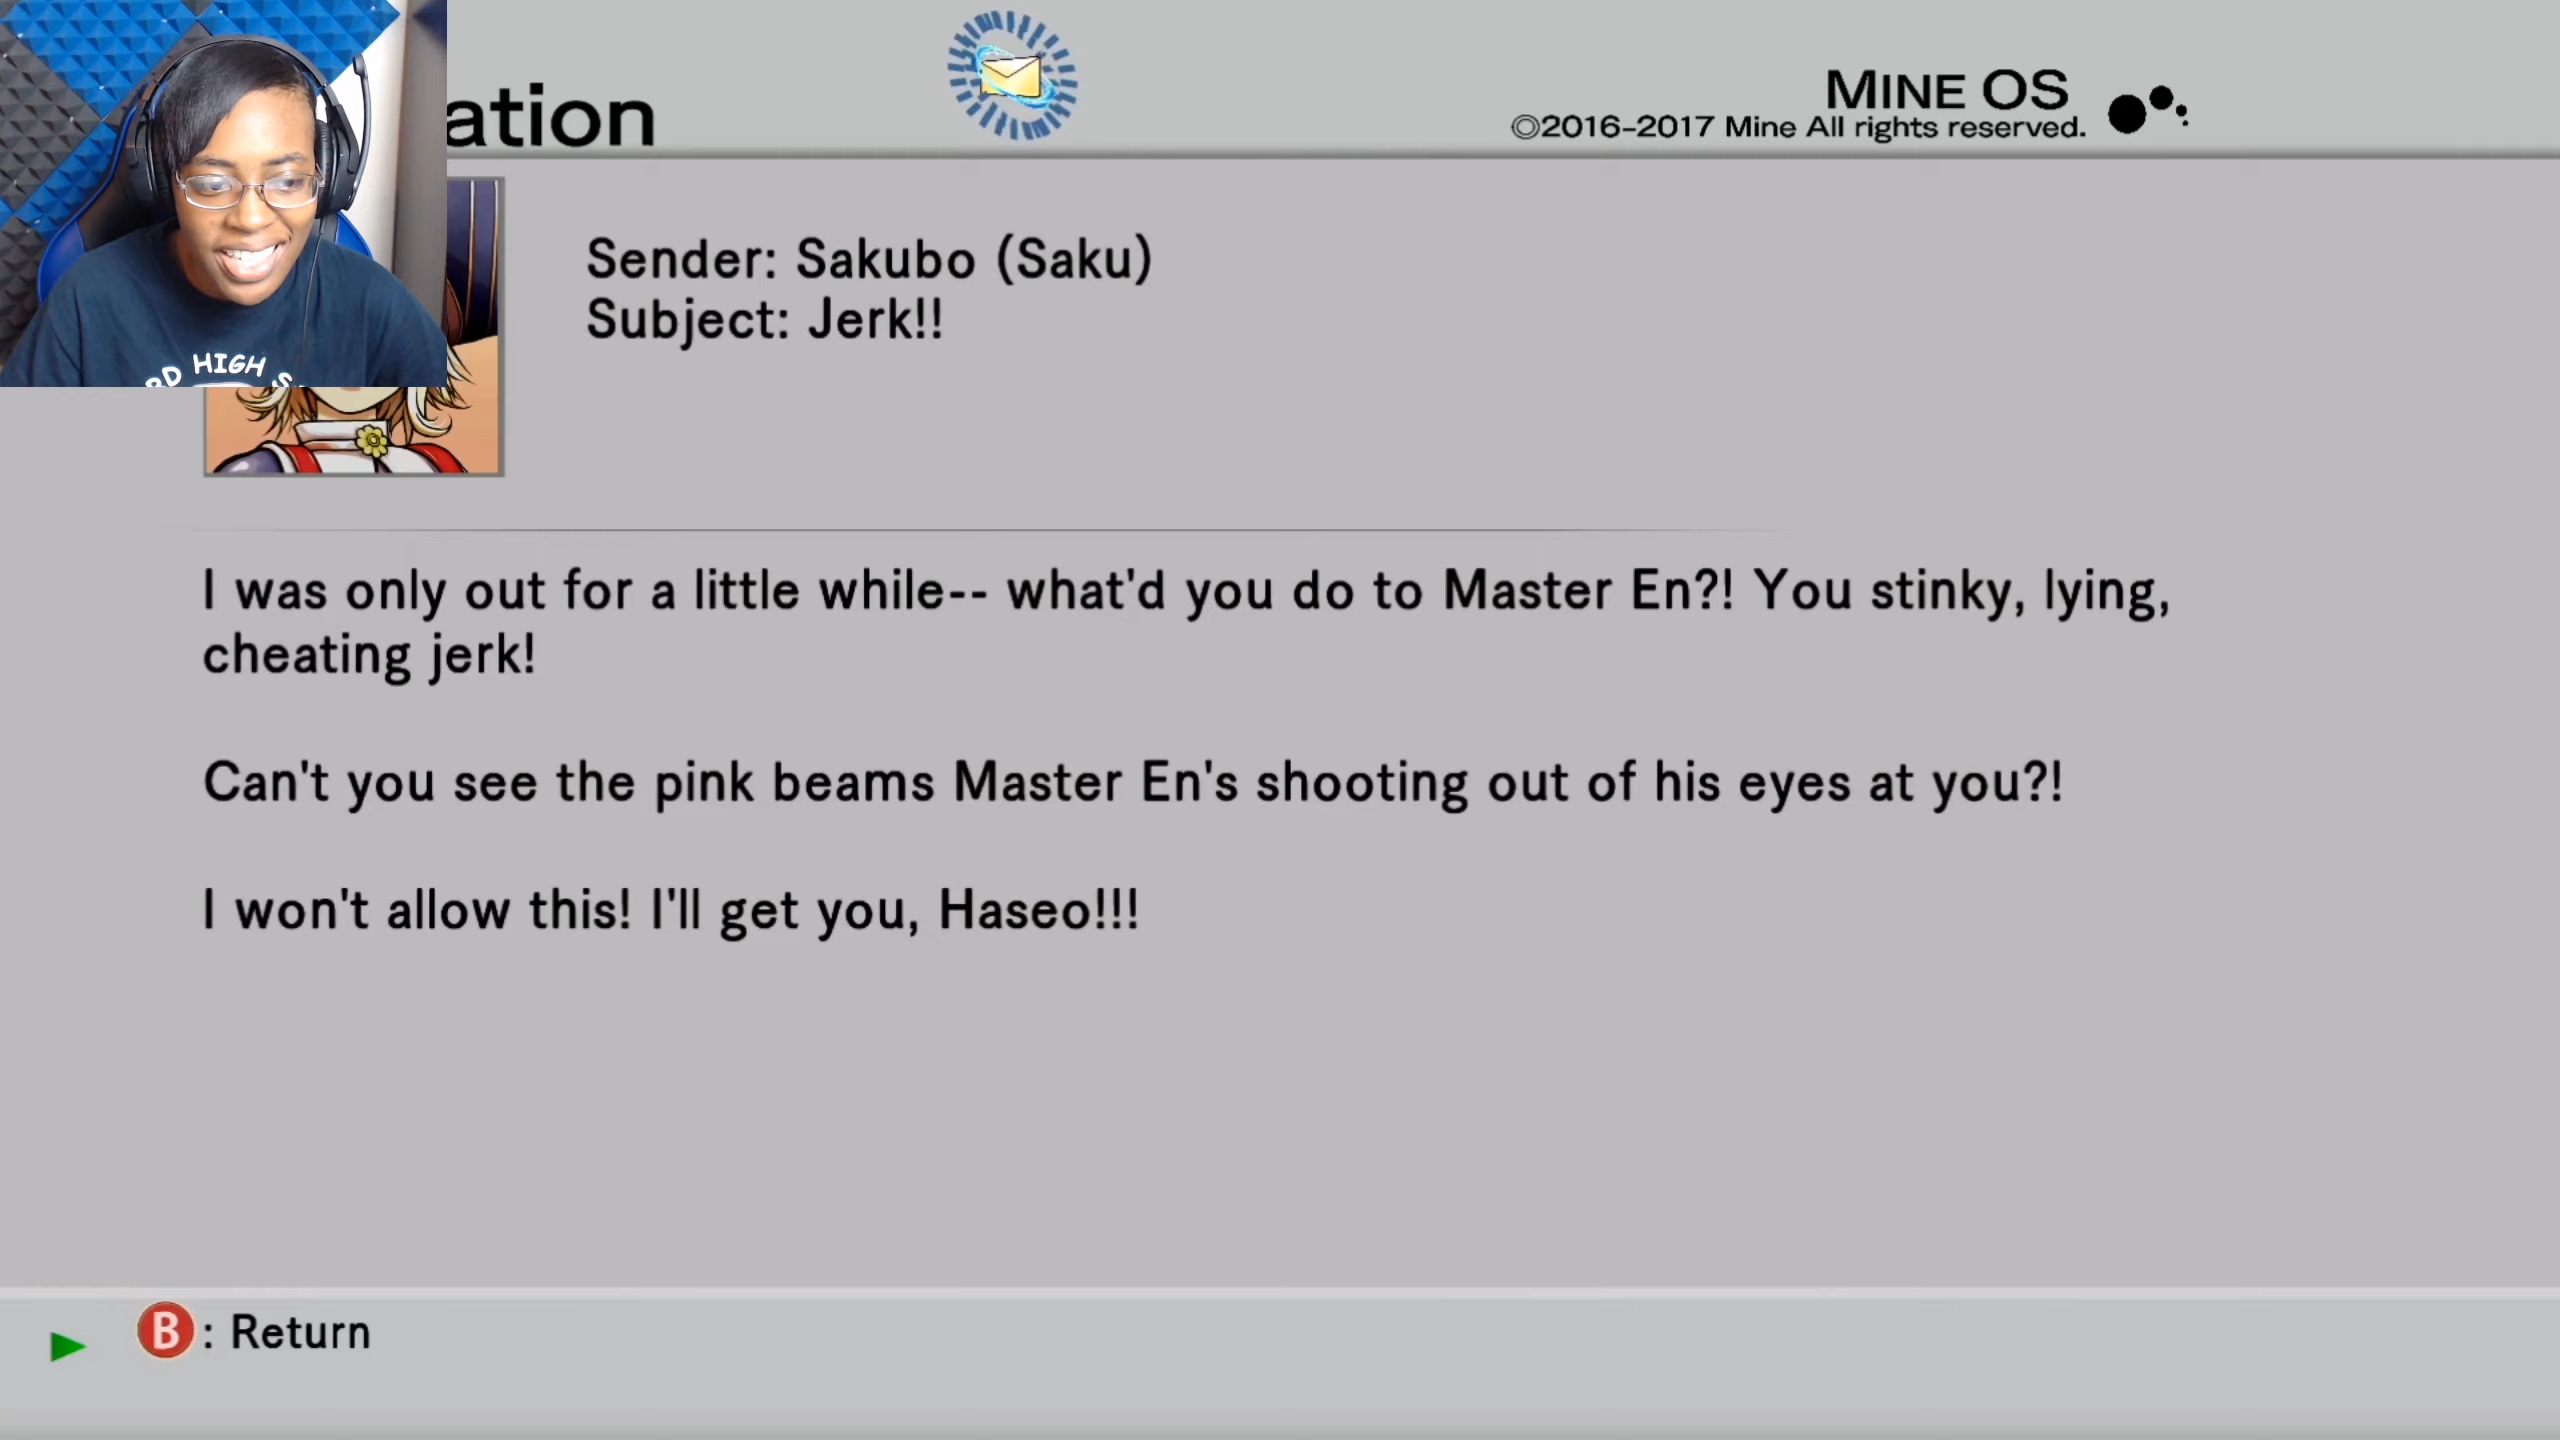 ation
MINE OS
©2016-2017 Mine All rights reserved.
RD HIGH S
Sender: Sakubo (Saku)
Subject: Jerk!!
I was only out for a little while-- what'd you do to Master En?! You stinky, lying,
cheating jerk!
Can't you see the pink beams Master En's shooting out of his eyes at you?!
I won't allow this! I'll get you, Haseo!!!
B : Return